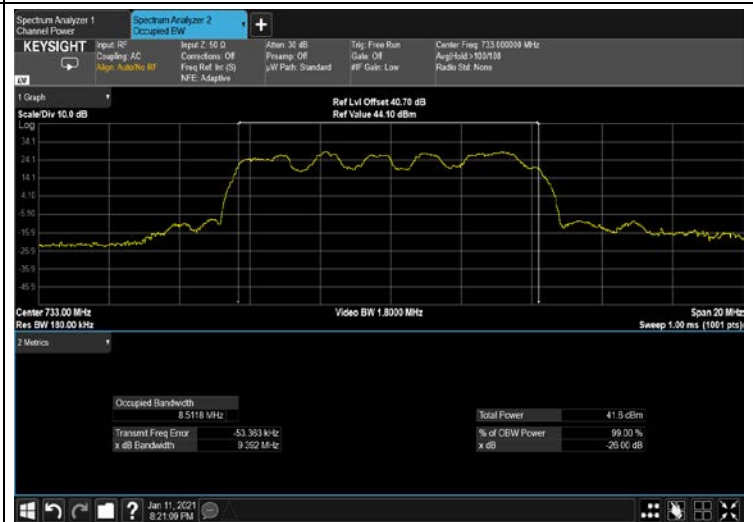 Spectrum Analyzer 1
Channel Power
Spectrum Analyzer 2
Occupied BW
+
KEYSIGHT
Input: RF
Coupling: AC
Align: Auto/No RF
Input Z: 50 Ω
Corrections: Off
Freq Ref: Int (S)
NFE: Adaptive
Atten: 30 dB
Preamp: Off
µW Path: Standard
Trig: Free Run
Gate: Off
#IF Gain: Low
Center Freq: 733.000000 MHz
Avg|Hold:>100/100
Radio Std: None
1 Graph
Scale/Div 10.0 dB
Ref Lvl Offset 40.70 dB
Ref Value 44.10 dBm
Log
34.1
24.1
14.1
4.10
-5.90
-15.9
-25.9
-35.9
-45.9
Center 733.00 MHz
Video BW 1.8000 MHz
Span 20 MHz
Res BW 180.00 kHz
Sweep 1.00 ms (1001 pts)
2 Metrics
Occupied Bandwidth
8.5118 MHz
Total Power 41.6 dBm
Transmit Freq Error -53.363 kHz
% of OBW Power 99.00 %
x dB Bandwidth 9.392 MHz
x dB -26.00 dB
?
Jan 11, 2021
8:21:09 PM